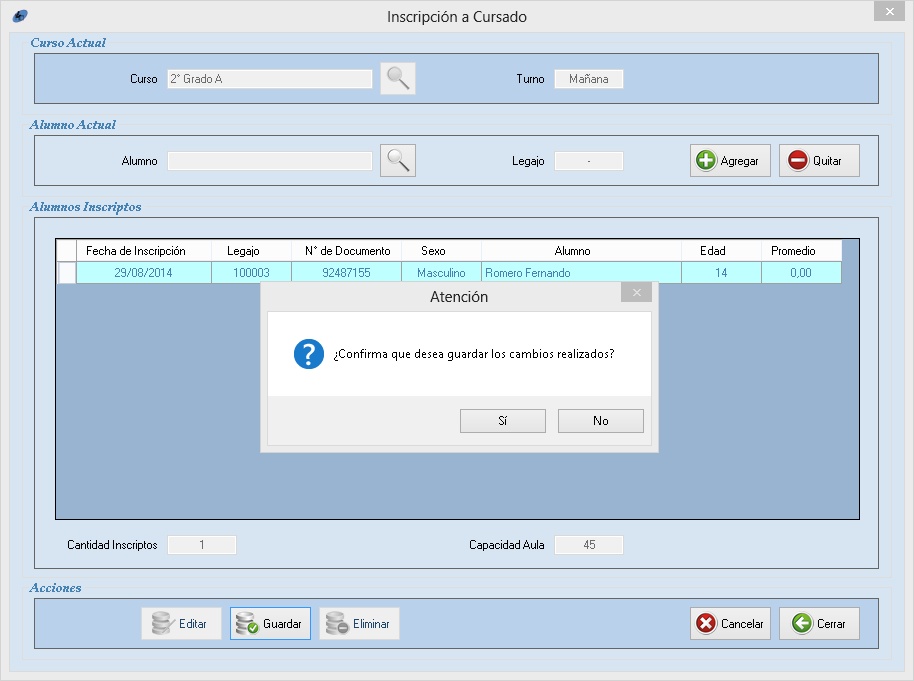 Inscripción a Cursado
Curso Actual
Curso 2° Grado A Turno Mañana
Alumno Actual
Alumno Legajo - Agregar Quitar
Alumnos Inscriptos
Fecha de Inscripción Legajo N° de Documento Sexo Alumno Edad Promedio
29/08/2014 100003 92487155 Masculino Romero Fernando 14 0,00
Atención
¿Confirma que desea guardar los cambios realizados?
Sí No
Cantidad Inscriptos 1 Capacidad Aula 45
Acciones
Editar Guardar Eliminar Cancelar Cerrar